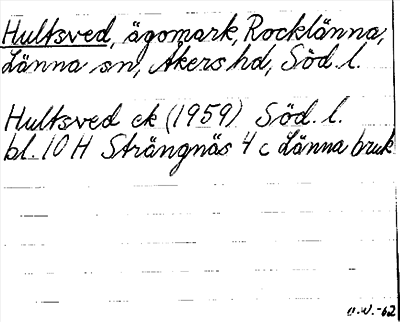 Hultsved, ägomark, Rocklänna,
Länna sn, Åkers hd, Söd. l.
Hultsved ek (1959) Söd. l.
bl. 10 H Strängnäs 4 c Länna bruk
U.W.-62